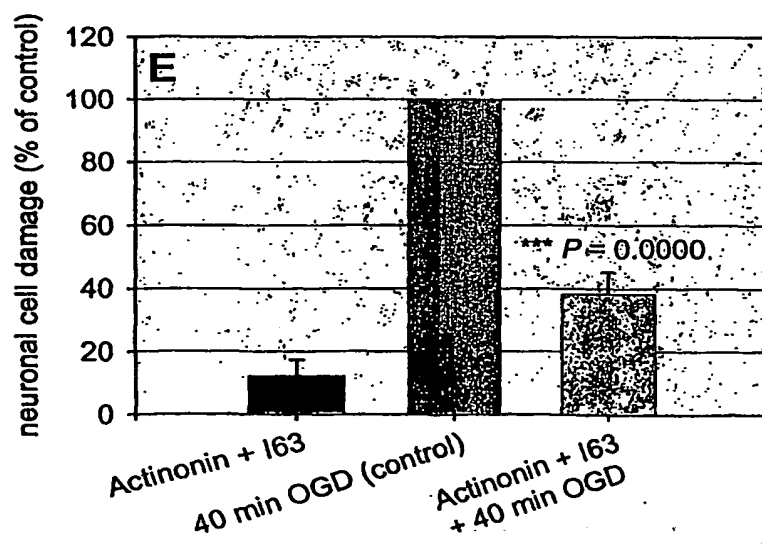 120
E
100
80
60
*** P = 0.0000.
40
20
0
neuronal cell damage (% of control)
Actinonin + I63
40 min OGD (control)
Actinonin + I63
+ 40 min OGD